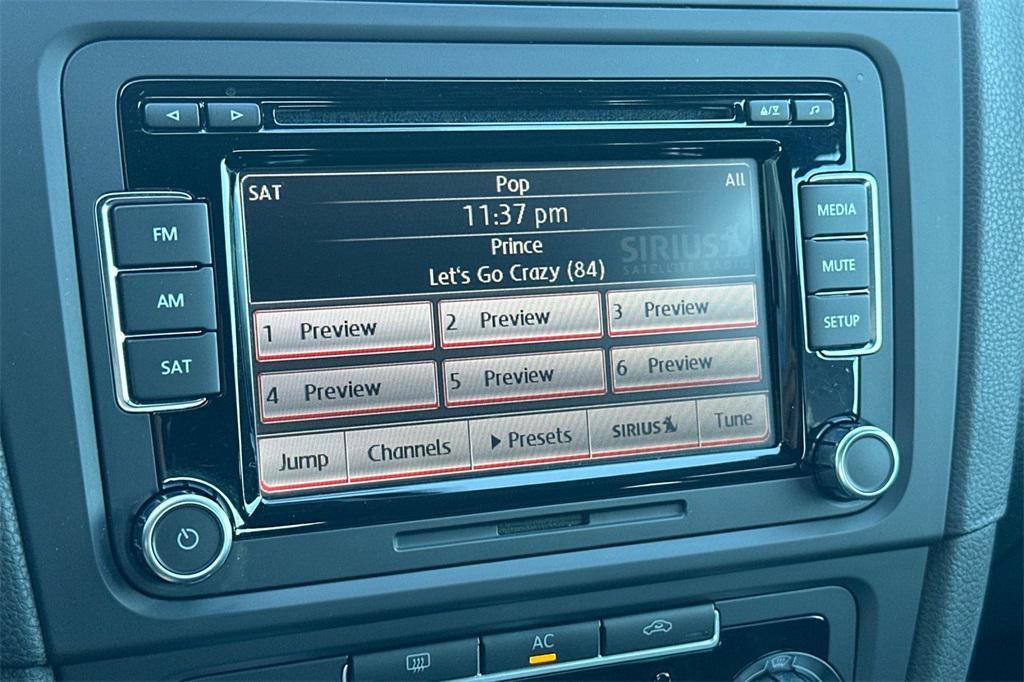 SAT Pop All
11:37 pm
Prince
Let's Go Crazy (84)
SIRIUS
SATELLITE RADIO
1 Preview 2 Preview 3 Preview
4 Preview 5 Preview 6 Preview
Jump Channels Presets SIRIUS Tune
FM
AM
SAT
MEDIA
MUTE
SETUP
AC